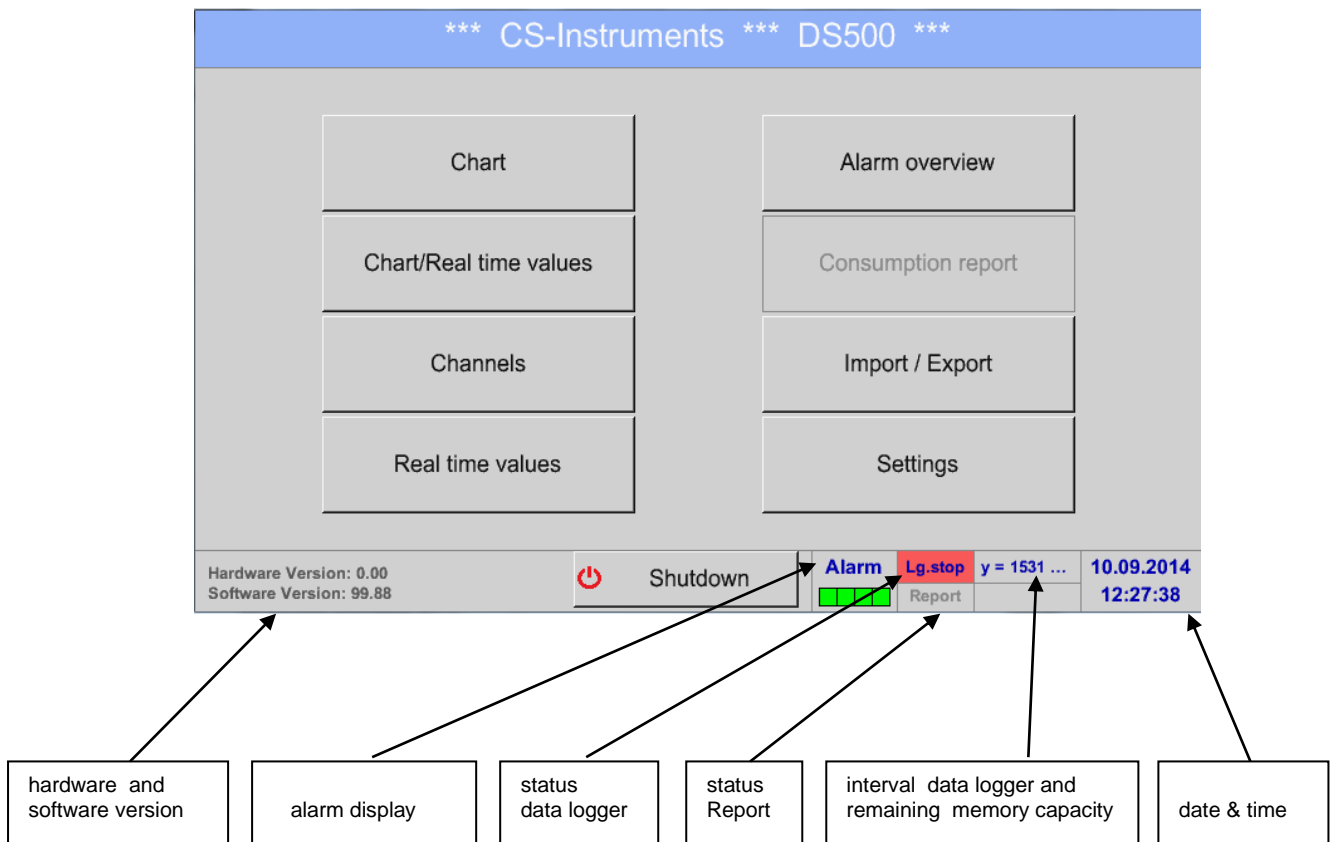 *** CS-Instruments *** DS500 ***
Chart
Alarm overview
Chart/Real time values
Consumption report
Channels
Import / Export
Real time values
Settings
Hardware Version: 0.00
Software Version: 99.88
Shutdown
Alarm
Lg.stop
y = 1531 ...
Report
10.09.2014
12:27:38
hardware and
software version
alarm display
status
data logger
status
Report
interval data logger and
remaining memory capacity
date & time